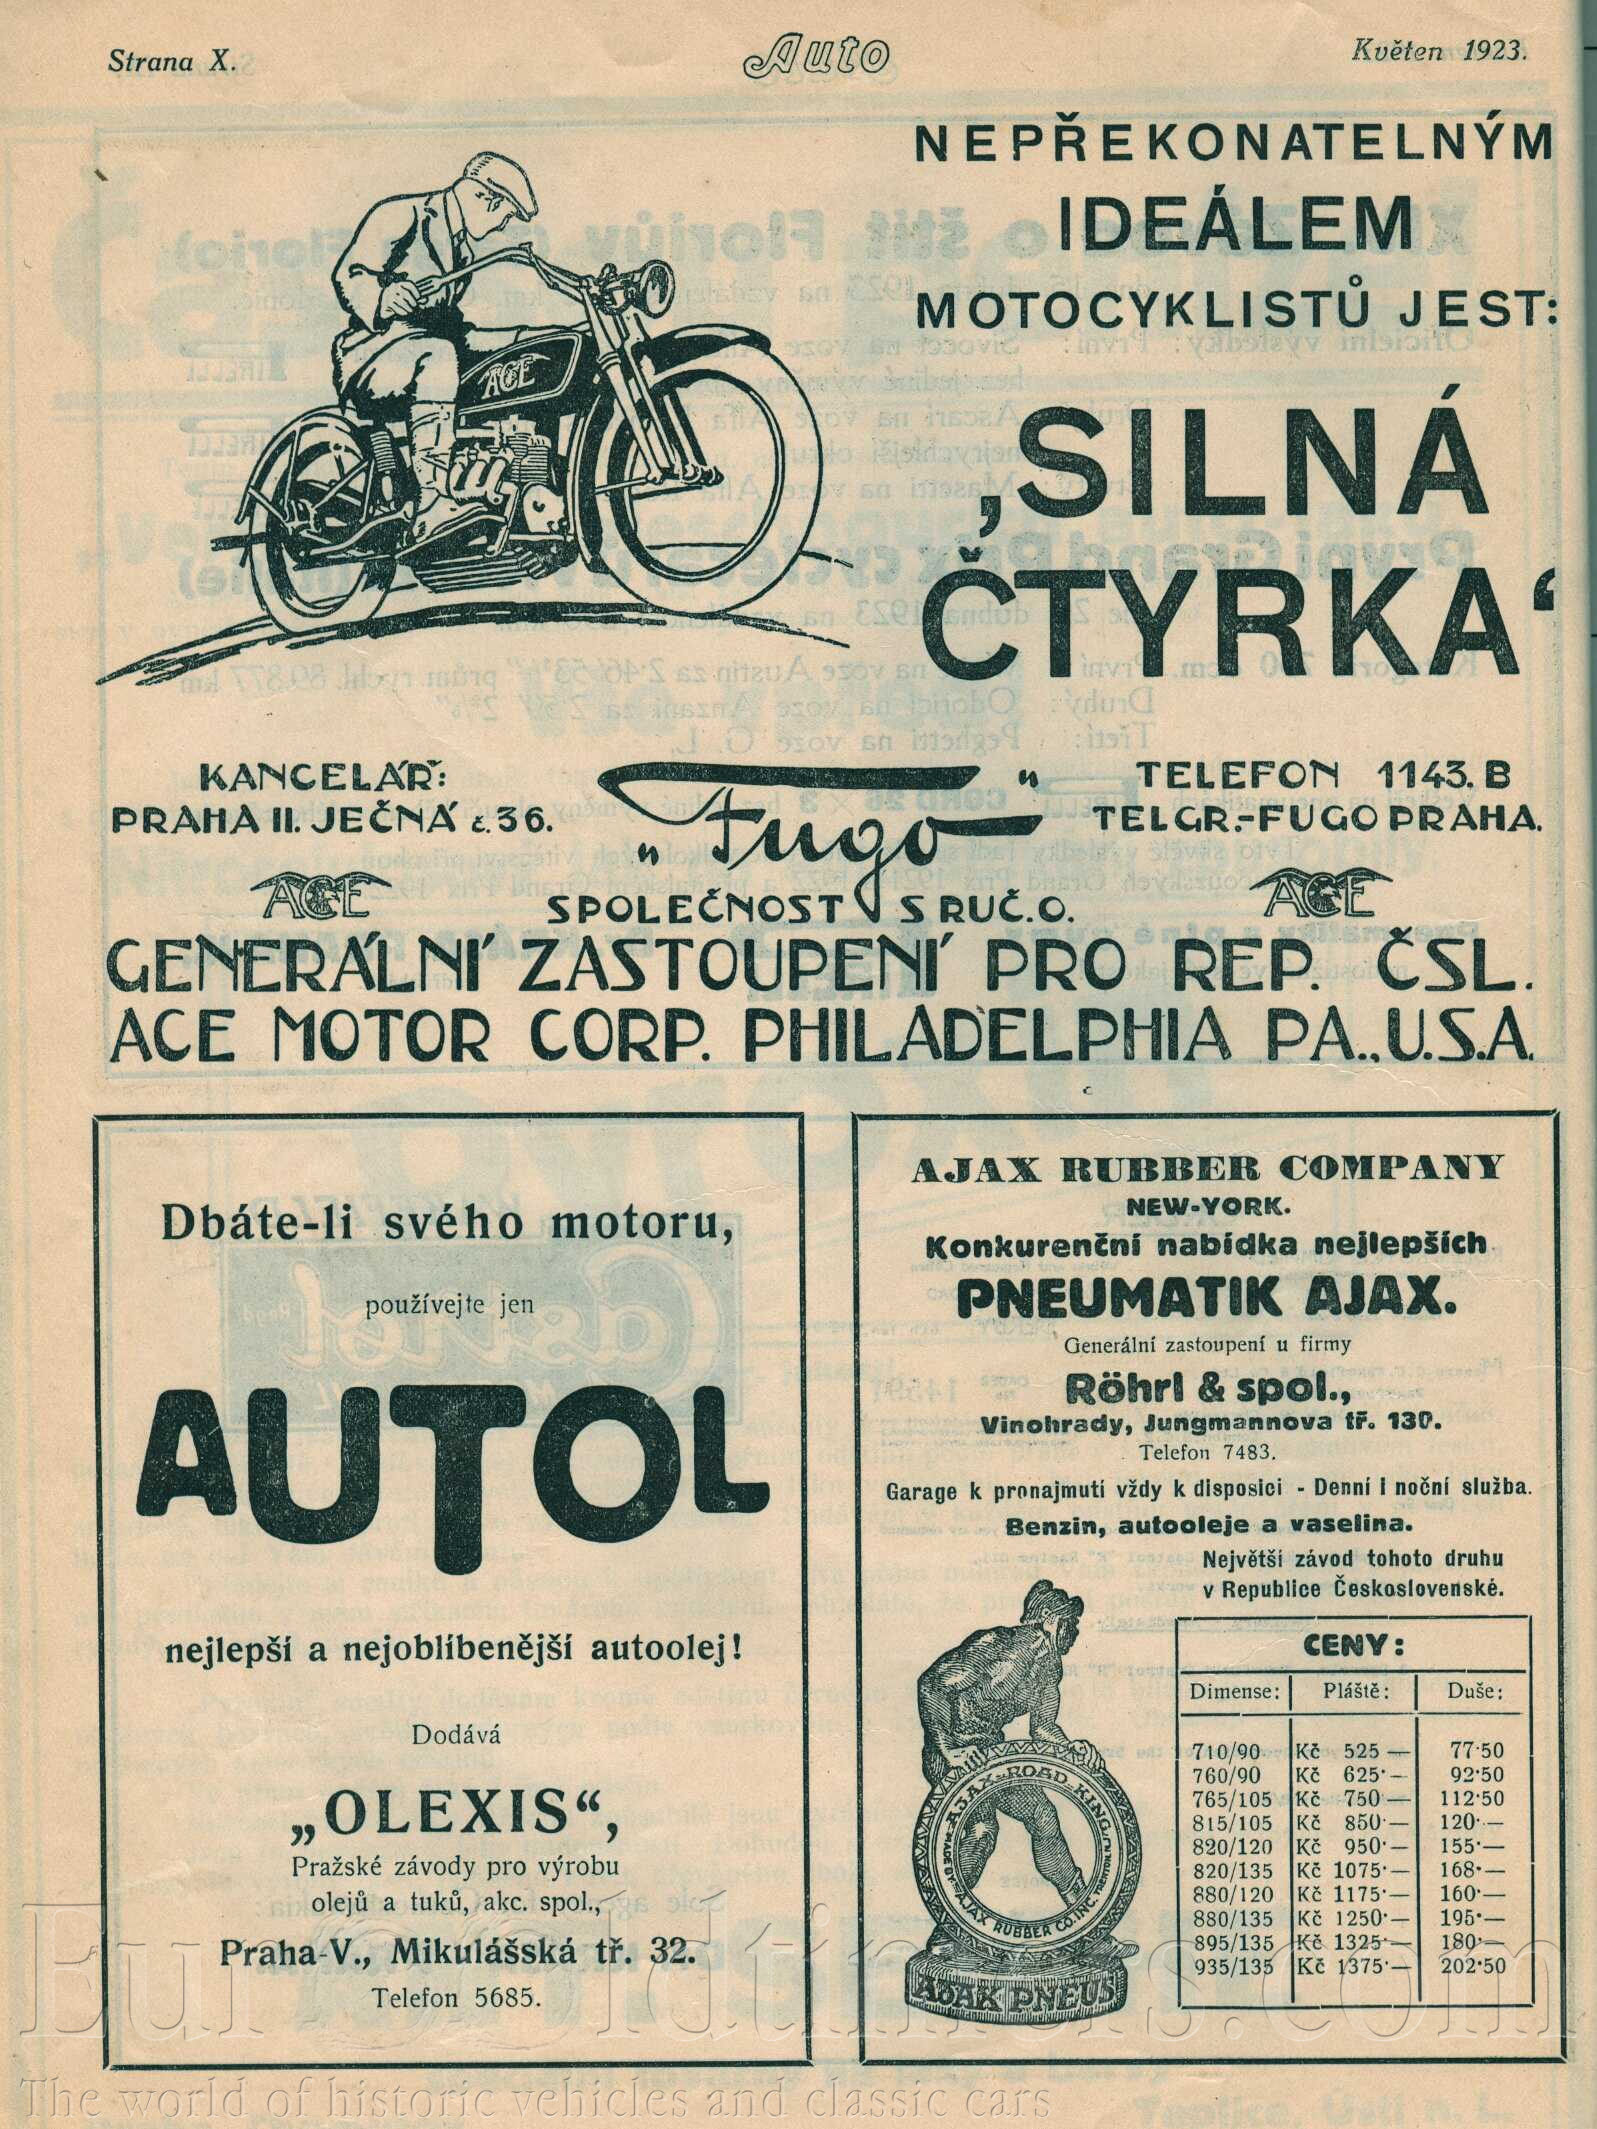 Strana X.
Auto
Květen 1923.
NEPŘEKONATELNÝM
IDEÁLEM
MOTOCYKLISTŮ JEST:
‚SILNÁ
ČTYRKA‘
ACE
KANCELÁŘ:
PRAHA II. JEČNÁ č. 36.
"Fugo"
TELEFON 1143. B
TELGR.-FUGO PRAHA.
ACE
SPOLEČNOST S RUČ. O.
ACE
GENERÁLNÍ ZASTOUPENÍ PRO REP. ČSL.
ACE MOTOR CORP. PHILADELPHIA PA., U.S.A.
Dbáte-li svého motoru,
používejte jen
AUTOL
nejlepší a nejoblíbenější autoolej!
Dodává
„OLEXIS“,
Pražské závody pro výrobu
olejů a tuků, akc. spol.,
Praha-V., Mikulášská tř. 32.
Telefon 5685.
AJAX RUBBER COMPANY
NEW-YORK.
Konkurenční nabídka nejlepších
PNEUMATIK AJAX.
Generální zastoupení u firmy
Röhrl & spol.,
Vinohrady, Jungmannova tř. 130.
Telefon 7483.
Garage k pronajmutí vždy k disposici - Denní i noční služba.
Benzin, autooleje a vaselina.
Největší závod tohoto druhu
v Republice Československé.
AJAX ROAD KING
MADE BY AJAX RUBBER CO. INC. TRENTON
AJAX PNEUS
CENY:
Dimense: Pláště: Duše:
710/90 Kč 525 — 77·50
760/90 Kč 625·— 92·50
765/105 Kč 750 — 112·50
815/105 Kč 850·— 120·—
820/120 Kč 950·— 155·—
820/135 Kč 1075·— 168·—
880/120 Kč 1175·— 160·—
880/135 Kč 1250·— 195·—
895/135 Kč 1325·— 180·—
935/135 Kč 1375·— 202·50
Euro-oldtimers.com
The world of historic vehicles and classic cars